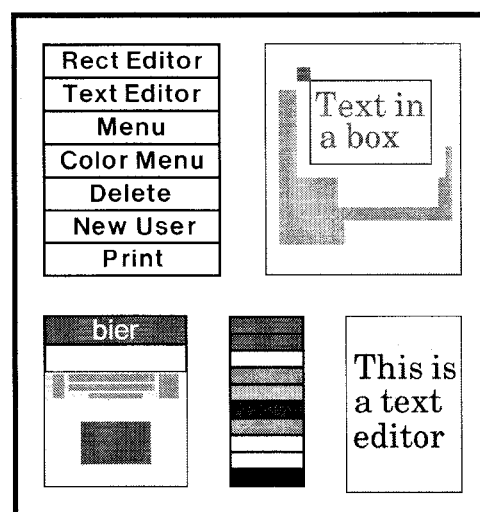 Rect Editor
Text Editor
Menu
Color Menu
Delete
New User
Print
Text in
a box
bier
This is
a text
editor